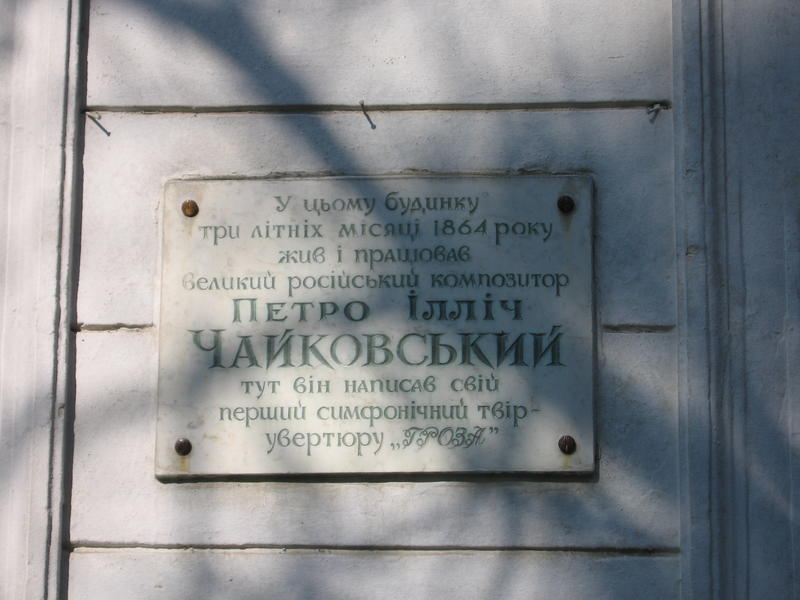 У цьому будинку
три літніх місяці 1864 року
жив і працював
великий російський композитор
Петро Ілліч
Чайковський
тут він написав свій
перший симфонічний твір-
увертюру „ГРОЗА”